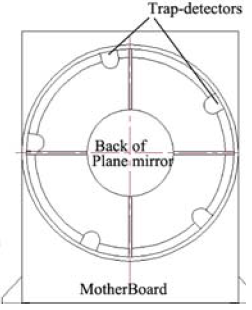 Trap-detectors
Back of
Plane mirror
MotherBoard